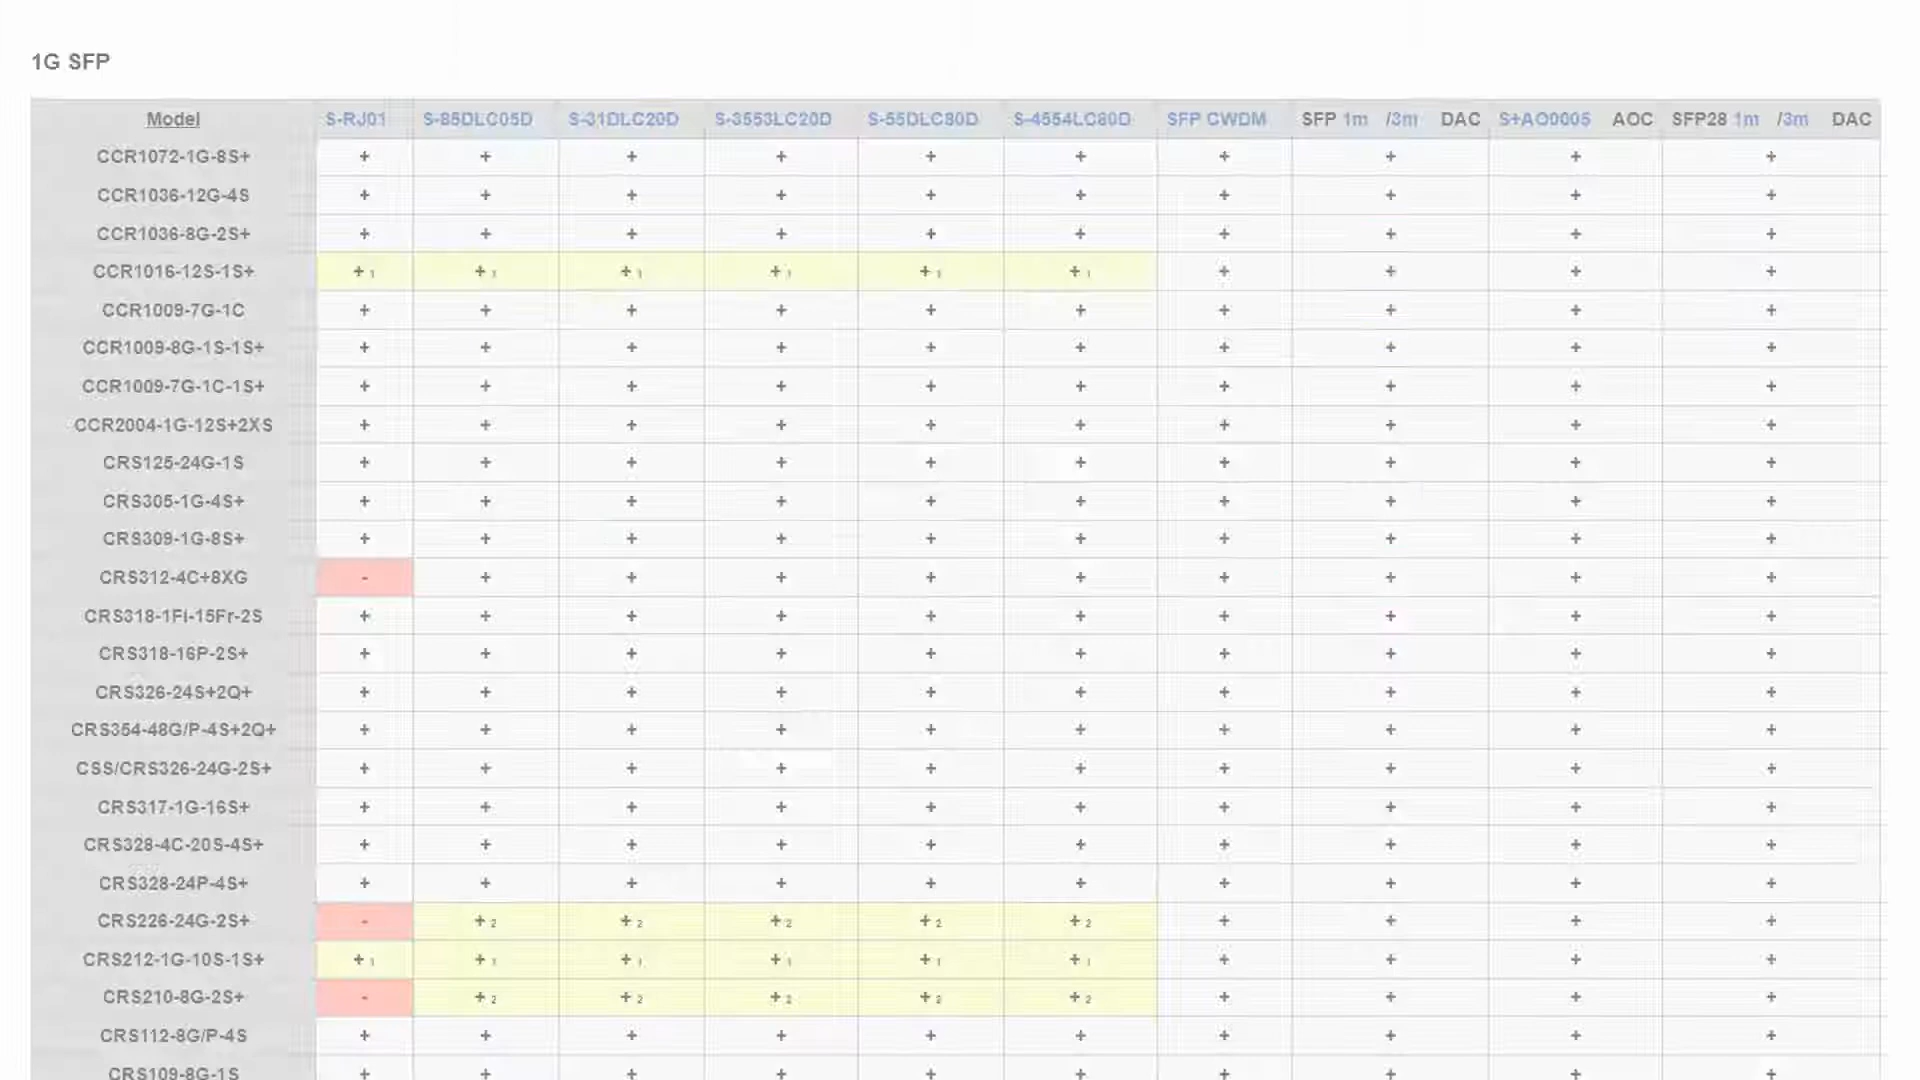 1G SFP
Model S-RJ01 S-85DLC05D S-31DLC20D S-3553LC20D S-55DLC80D S-4554LC80D SFP CWDM SFP 1m /3m DAC S+AO0005 AOC SFP28 1m /3m DAC
CCR1072-1G-8S+ + + + + + + + + + +
CCR1036-12G-4S + + + + + + + + + +
CCR1036-8G-2S+ + + + + + + + + + +
CCR1016-12S-1S+ + 1 + 1 + 1 + 1 + 1 + 1 + + + +
CCR1009-7G-1C + + + + + + + + + +
CCR1009-8G-1S-1S+ + + + + + + + + + +
CCR1009-7G-1C-1S+ + + + + + + + + + +
CCR2004-1G-12S+2XS + + + + + + + + + +
CRS125-24G-1S + + + + + + + + + +
CRS305-1G-4S+ + + + + + + + + + +
CRS309-1G-8S+ + + + + + + + + + +
CRS312-4C+8XG - + + + + + + + + +
CRS318-1Fi-15Fr-2S + + + + + + + + + +
CRS318-16P-2S+ + + + + + + + + + +
CRS326-24S+2Q+ + + + + + + + + + +
CRS354-48G/P-4S+2Q+ + + + + + + + + + +
CSS/CRS326-24G-2S+ + + + + + + + + + +
CRS317-1G-16S+ + + + + + + + + + +
CRS328-4C-20S-4S+ + + + + + + + + + +
CRS328-24P-4S+ + + + + + + + + + +
CRS226-24G-2S+ - + 2 + 2 + 2 + 2 + 2 + + + +
CRS212-1G-10S-1S+ + 1 + 1 + 1 + 1 + 1 + 1 + + + +
CRS210-8G-2S+ - + 2 + 2 + 2 + 2 + 2 + + + +
CRS112-8G/P-4S + + + + + + + + + +
CRS109-8G-1S + + + + + + + + + +